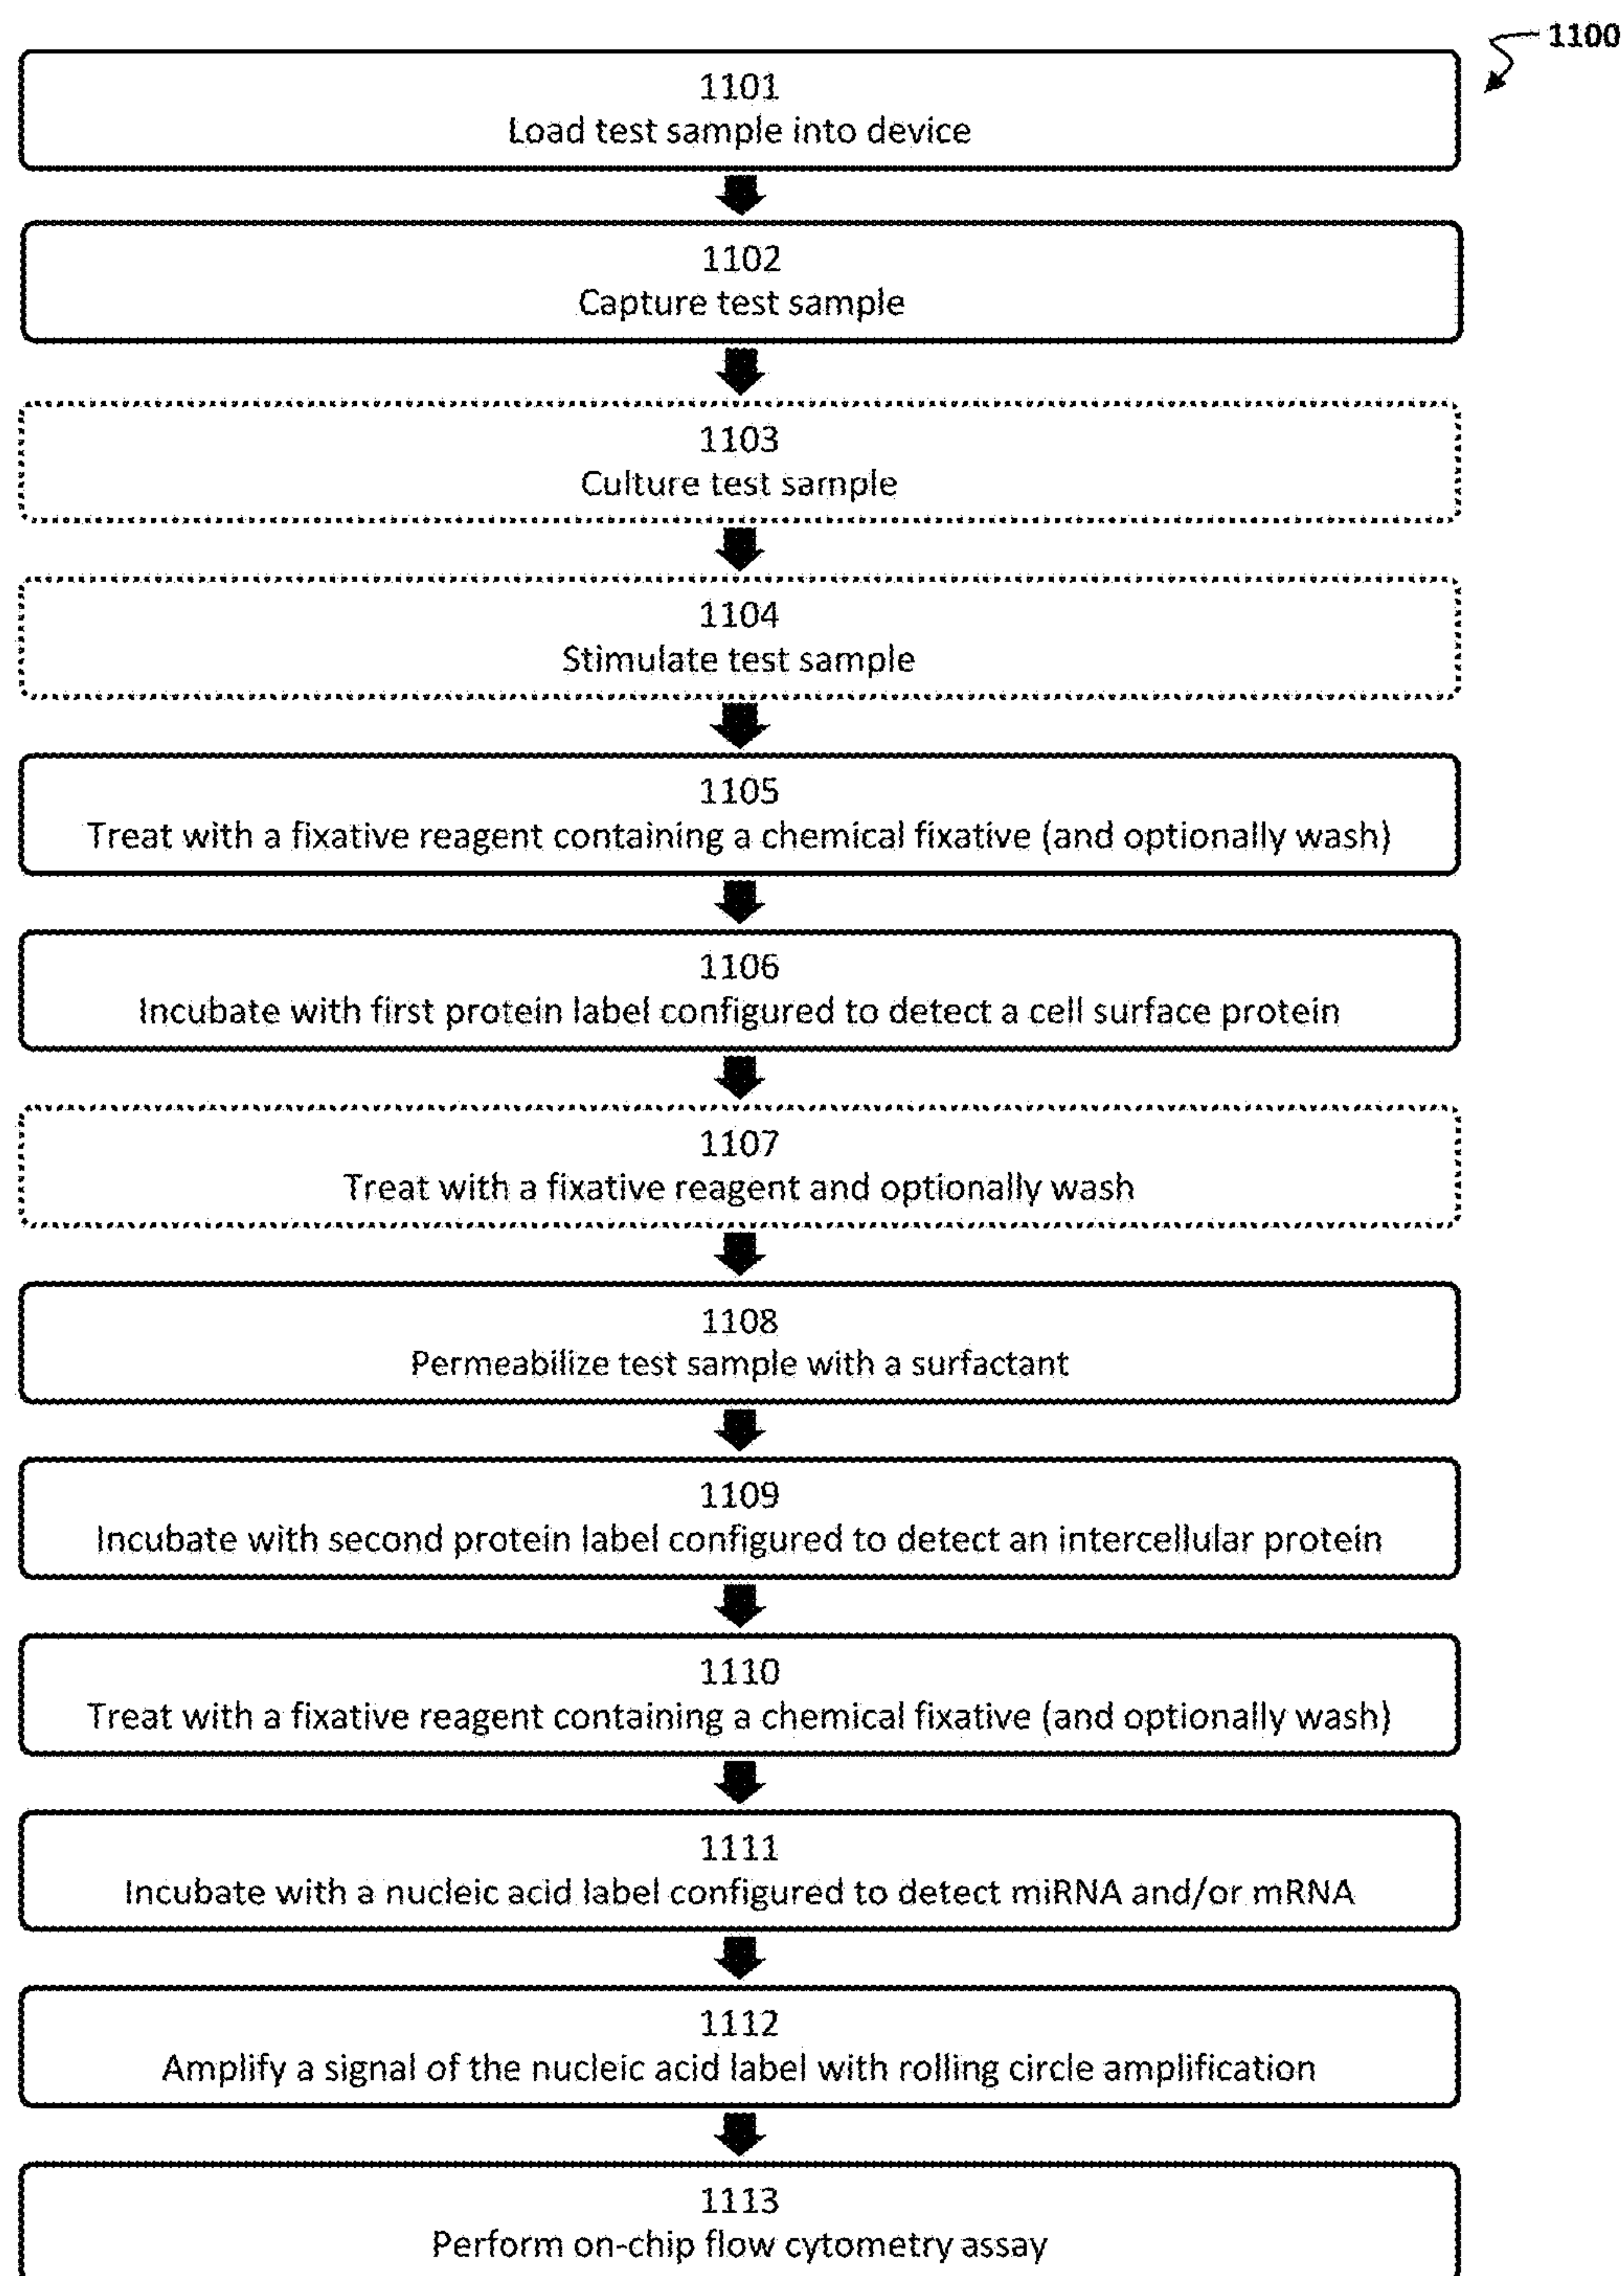 1100
1101
Load test sample into device
1102
Capture test sample
1103
Culture test sample
1104
Stimulate test sample
1105
Treat with a fixative reagent containing a chemical fixative (and optionally wash)
1106
Incubate with first protein label configured to detect a cell surface protein
1107
Treat with a fixative reagent and optionally wash
1108
Permeabilize test sample with a surfactant
1109
Incubate with second protein label configured to detect an intercellular protein
1110
Treat with a fixative reagent containing a chemical fixative (and optionally wash)
1111
Incubate with a nucleic acid label configured to detect miRNA and/or mRNA
1112
Amplify a signal of the nucleic acid label with rolling circle amplification
1113
Perform on-chip flow cytometry assay